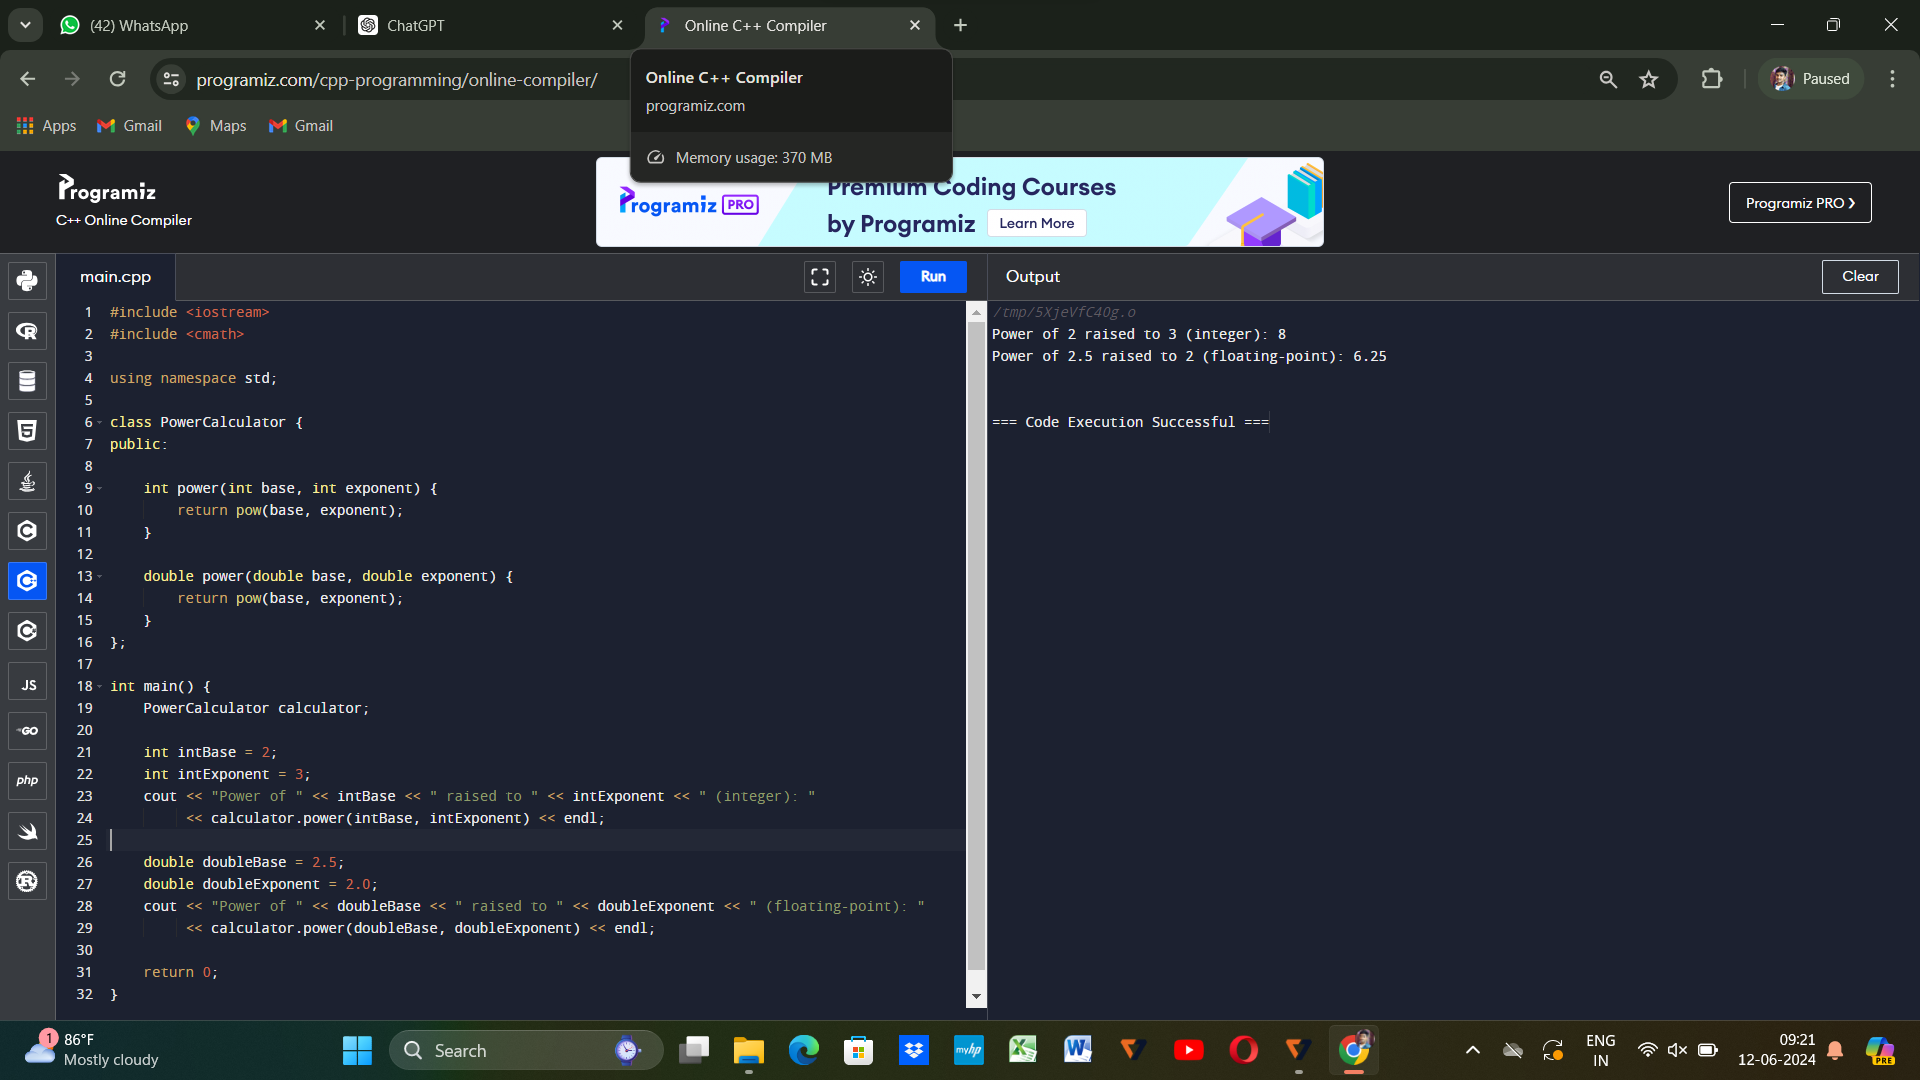 (42) WhatsApp
ChatGPT
Online C++ Compiler
programiz.com/cpp-programming/online-compiler/
Paused
Online C++ Compiler
programiz.com
Memory usage: 370 MB
Apps
Gmail
Maps
Gmail
Programiz
C++ Online Compiler
Programiz PRO
Premium Coding Courses
by Programiz
Learn More
Programiz PRO ›
main.cpp
Run
Output
Clear
1 #include <iostream>
2 #include <cmath>
3
4 using namespace std;
5
6 class PowerCalculator {
7 public:
8
9     int power(int base, int exponent) {
10         return pow(base, exponent);
11     }
12
13     double power(double base, double exponent) {
14         return pow(base, exponent);
15     }
16 };
17
18 int main() {
19     PowerCalculator calculator;
20
21     int intBase = 2;
22     int intExponent = 3;
23     cout << "Power of " << intBase << " raised to " << intExponent << " (integer): "
24          << calculator.power(intBase, intExponent) << endl;
25
26     double doubleBase = 2.5;
27     double doubleExponent = 2.0;
28     cout << "Power of " << doubleBase << " raised to " << doubleExponent << " (floating-point): "
29          << calculator.power(doubleBase, doubleExponent) << endl;
30
31     return 0;
32 }
/tmp/5XjeVfC40g.o
Power of 2 raised to 3 (integer): 8
Power of 2.5 raised to 2 (floating-point): 6.25
=== Code Execution Successful ===
JS
GO
php
1
86°F
Mostly cloudy
Search
myhp
ENG
IN
09:21
12-06-2024
PRE